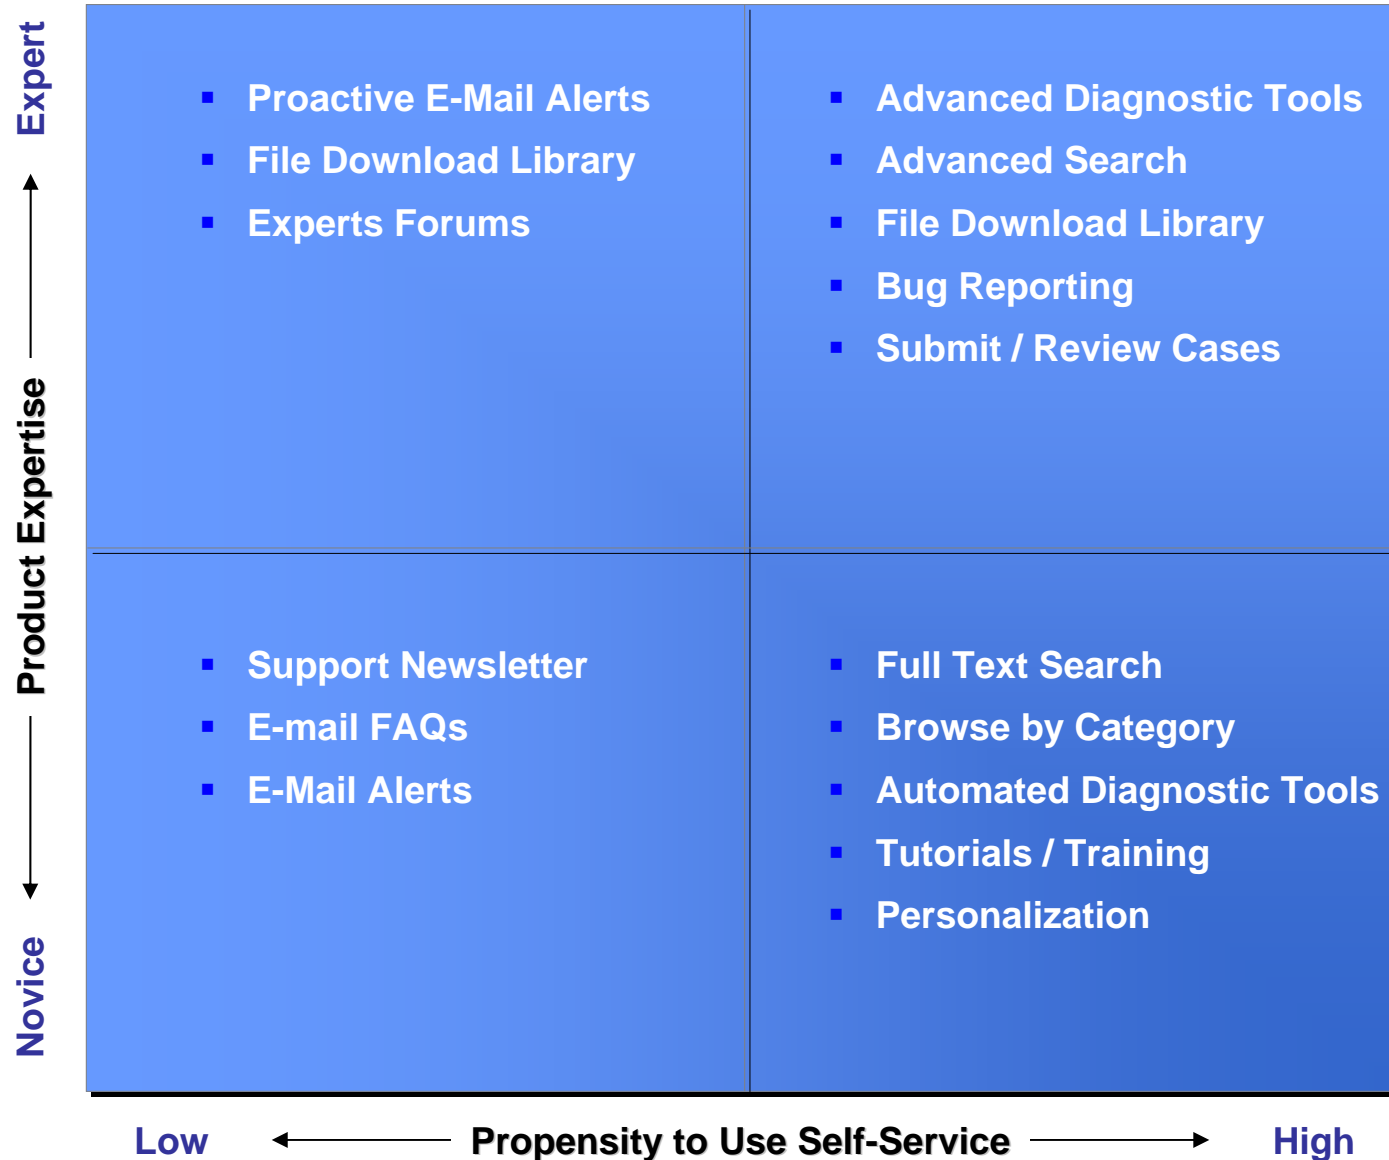 Expert
Proactive E-Mail Alerts
File Download Library
Experts Forums
Advanced Diagnostic Tools
Advanced Search
File Download Library
Bug Reporting
Submit / Review Cases
Product Expertise
Support Newsletter
E-mail FAQs
E-Mail Alerts
Full Text Search
Browse by Category
Automated Diagnostic Tools
Tutorials / Training
Personalization
Novice
Low
Propensity to Use Self-Service
High